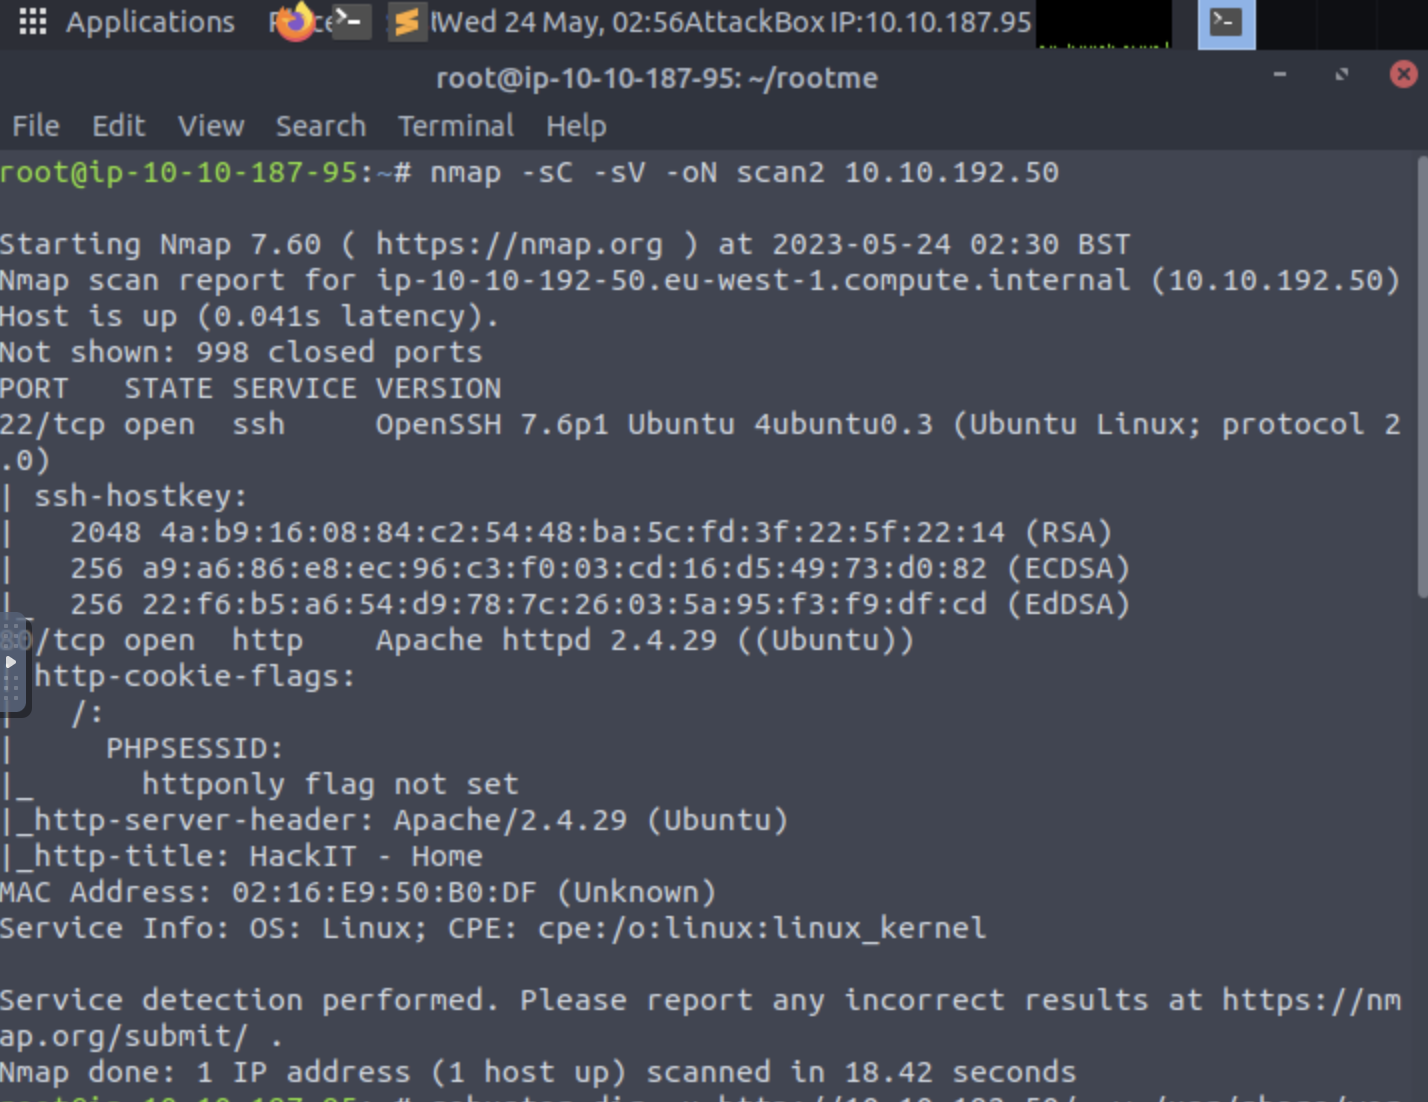 Applications Wed 24 May, 02:56 AttackBox IP:10.10.187.95
root@ip-10-10-187-95: ~/rootme
File Edit View Search Terminal Help
root@ip-10-10-187-95:~# nmap -sC -sV -oN scan2 10.10.192.50
Starting Nmap 7.60 ( https://nmap.org ) at 2023-05-24 02:30 BST
Nmap scan report for ip-10-10-192-50.eu-west-1.compute.internal (10.10.192.50)
Host is up (0.041s latency).
Not shown: 998 closed ports
PORT   STATE SERVICE VERSION
22/tcp open  ssh     OpenSSH 7.6p1 Ubuntu 4ubuntu0.3 (Ubuntu Linux; protocol 2
.0)
| ssh-hostkey:
|   2048 4a:b9:16:08:84:c2:54:48:ba:5c:fd:3f:22:5f:22:14 (RSA)
|   256 a9:a6:86:e8:ec:96:c3:f0:03:cd:16:d5:49:73:d0:82 (ECDSA)
|_  256 22:f6:b5:a6:54:d9:78:7c:26:03:5a:95:f3:f9:df:cd (EdDSA)
80/tcp open  http    Apache httpd 2.4.29 ((Ubuntu))
http-cookie-flags:
|   /:
|     PHPSESSID:
|_      httponly flag not set
|_http-server-header: Apache/2.4.29 (Ubuntu)
|_http-title: HackIT - Home
MAC Address: 02:16:E9:50:B0:DF (Unknown)
Service Info: OS: Linux; CPE: cpe:/o:linux:linux_kernel
Service detection performed. Please report any incorrect results at https://nm
ap.org/submit/ .
Nmap done: 1 IP address (1 host up) scanned in 18.42 seconds